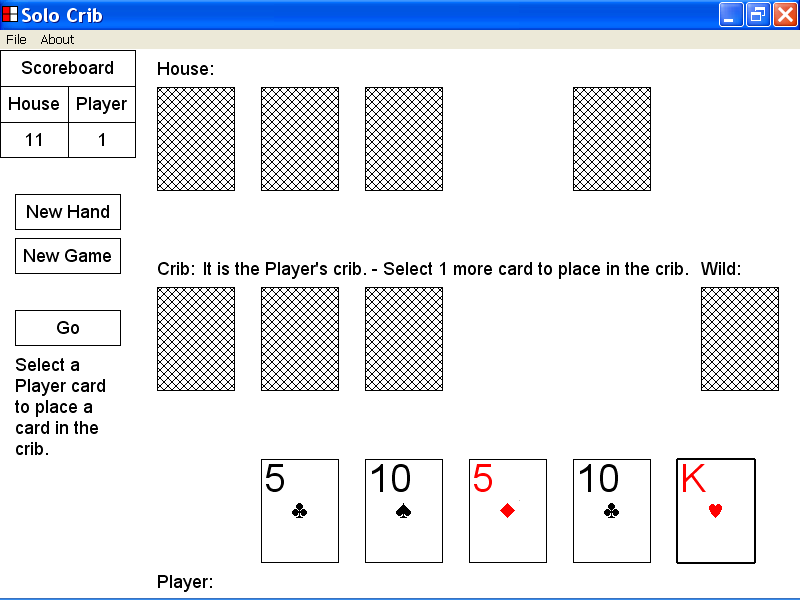 Solo Crib
File About
Scoreboard
House Player
11 1
New Hand
New Game
Go
Select a
Player card
to place a
card in the
crib.
House:
Crib: It is the Player's crib. - Select 1 more card to place in the crib. Wild:
5 10 5 10 K
Player: